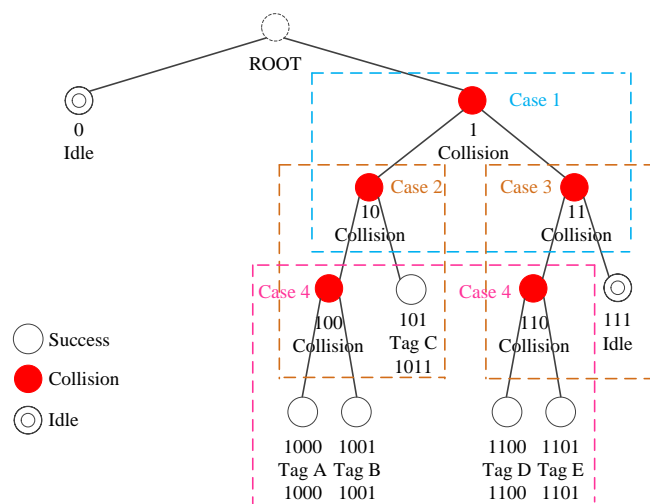 ROOT
Case 1
0
Idle
1
Collision
Case 2
Case 3
10
Collision
11
Collision
Case 4
Case 4
100
Collision
101
Tag C
1011
110
Collision
111
Idle
Success
Collision
Idle
1000
Tag A
1000
1001
Tag B
1001
1100
Tag D
1100
1101
Tag E
1101